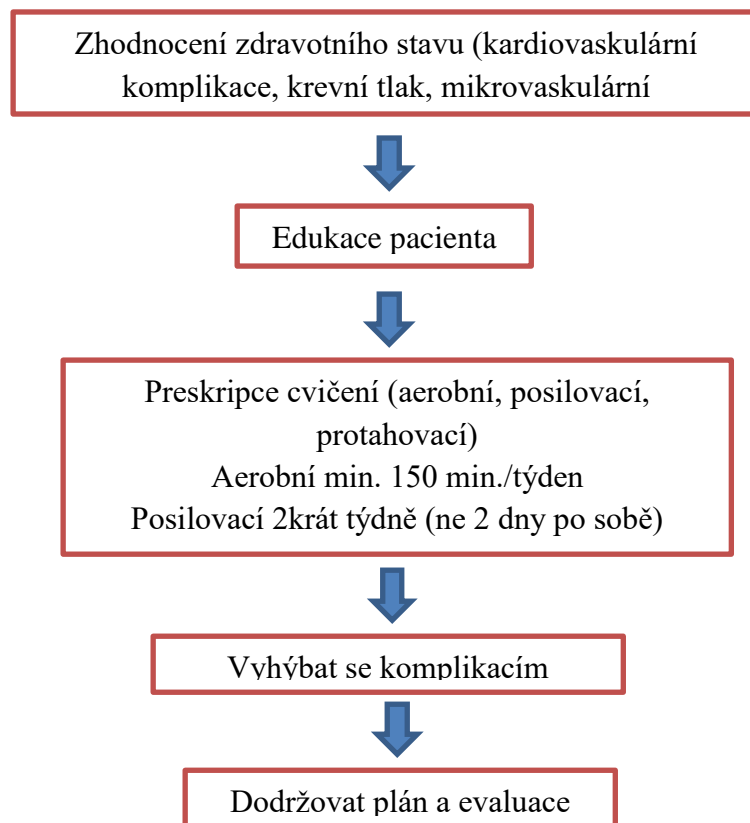 Zhodnocení zdravotního stavu (kardiovaskulární
komplikace, krevní tlak, mikrovaskulární
Edukace pacienta
Preskripce cvičení (aerobní, posilovací,
protahovací)
Aerobní min. 150 min./týden
Posilovací 2krát týdně (ne 2 dny po sobě)
Vyhýbat se komplikacím
Dodržovat plán a evaluace